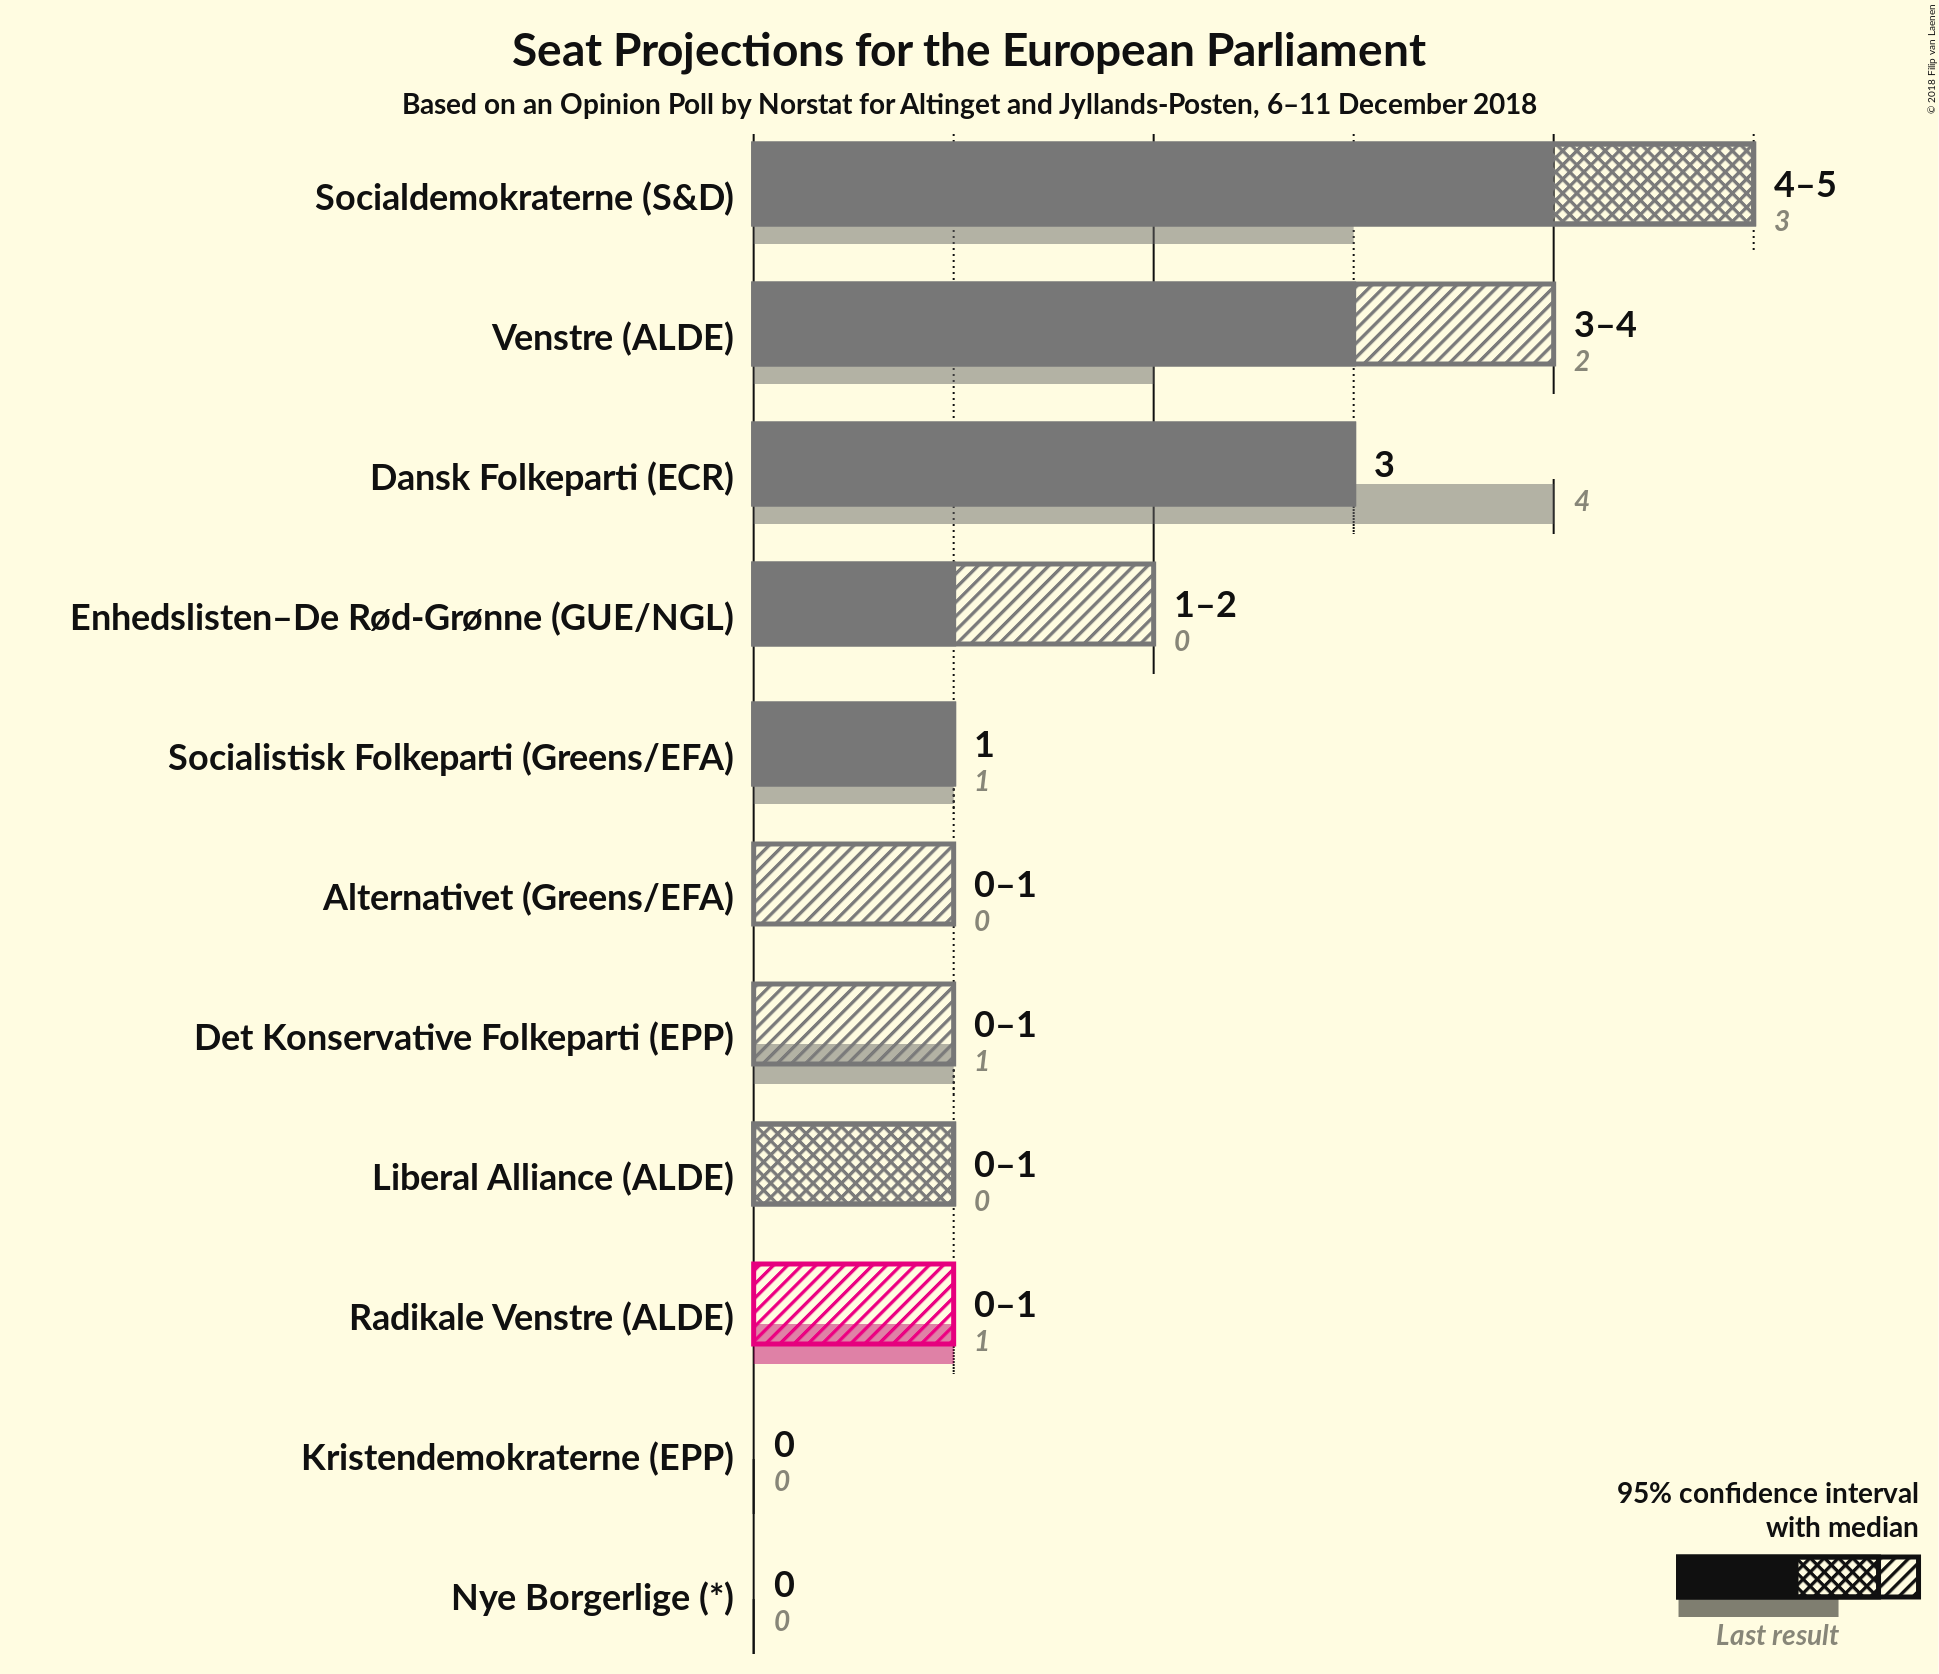 Seat Projections for the European Parliament
Based on an Opinion Poll by Norstat for Altinget and Jyllands-Posten, 6–11 December 2018
© 2018 Filip van Laenen
Socialdemokraterne (S&D)
4–5
3
Venstre (ALDE)
3–4
2
Dansk Folkeparti (ECR)
3
4
Enhedslisten–De Rød-Grønne (GUE/NGL)
1–2
0
Socialistisk Folkeparti (Greens/EFA)
1
1
Alternativet (Greens/EFA)
0–1
0
Det Konservative Folkeparti (EPP)
0–1
1
Liberal Alliance (ALDE)
0–1
0
Radikale Venstre (ALDE)
0–1
1
Kristendemokraterne (EPP)
0
0
Nye Borgerlige (*)
0
0
95% confidence interval
with median
Last result